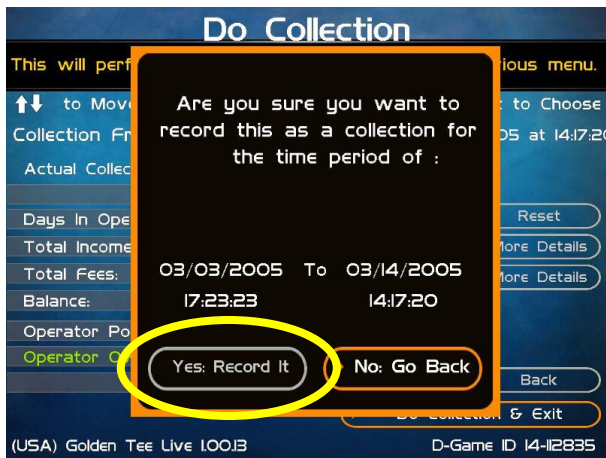 Do Collection
This will perf
ious menu.
to Move
to Choose
Collection Fr
05 at 14:17:20
Actual Collec
Are you sure you want to
record this as a collection for
the time period of :
Days In Ope
Reset
Total Income
More Details
Total Fees:
More Details
03/03/2005 To 03/14/2005
Balance:
17:23:23 14:17:20
Operator Po
Operator
Yes: Record It
No: Go Back
Back
Do Collection & Exit
(USA) Golden Tee Live 1.00.13
D-Game ID 14-112835